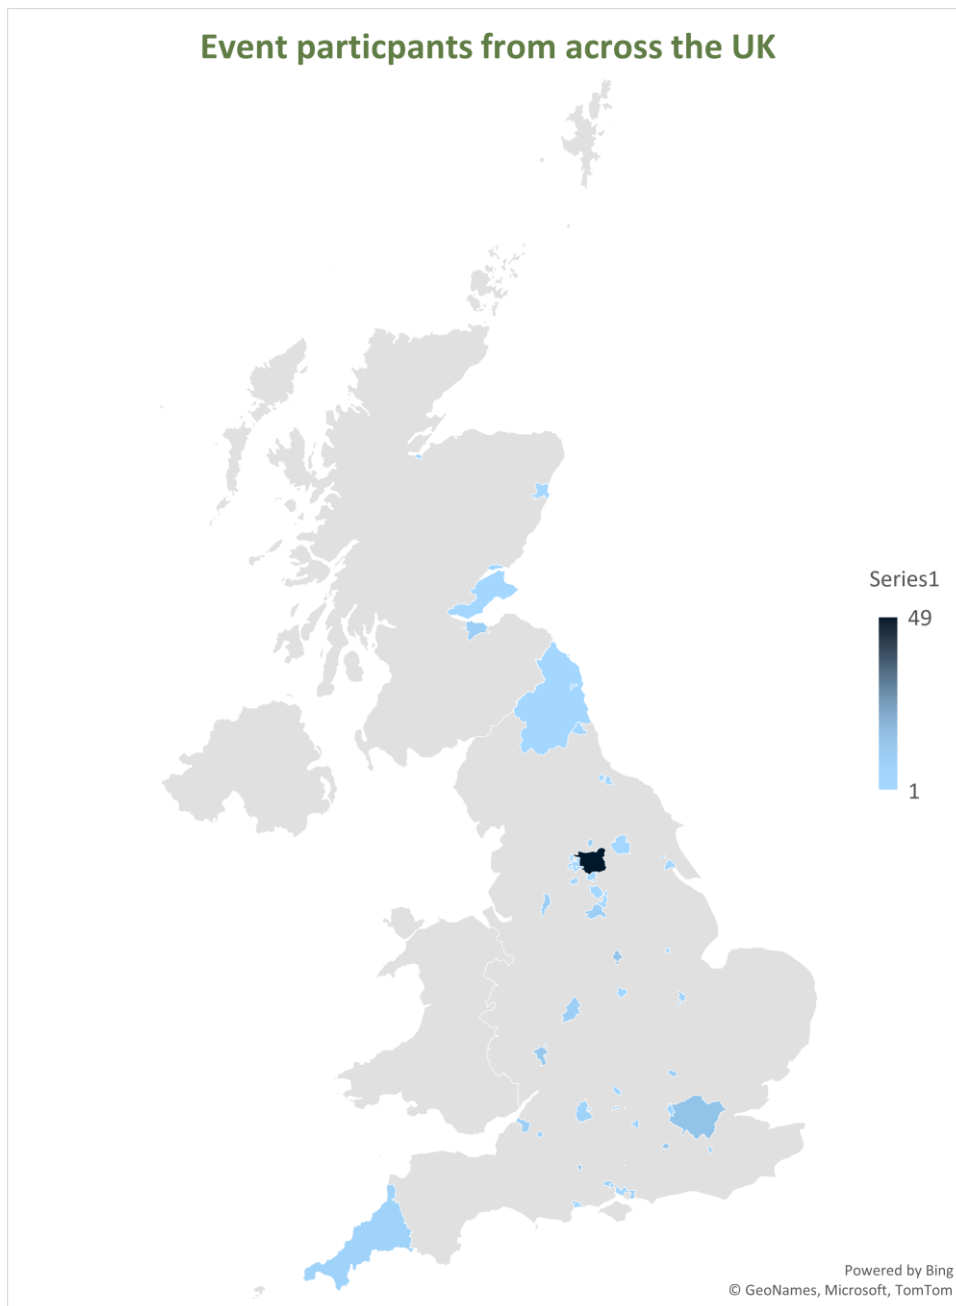 Event particpants from across the UK
Series1
49
1
Powered by Bing
© GeoNames, Microsoft, TomTom